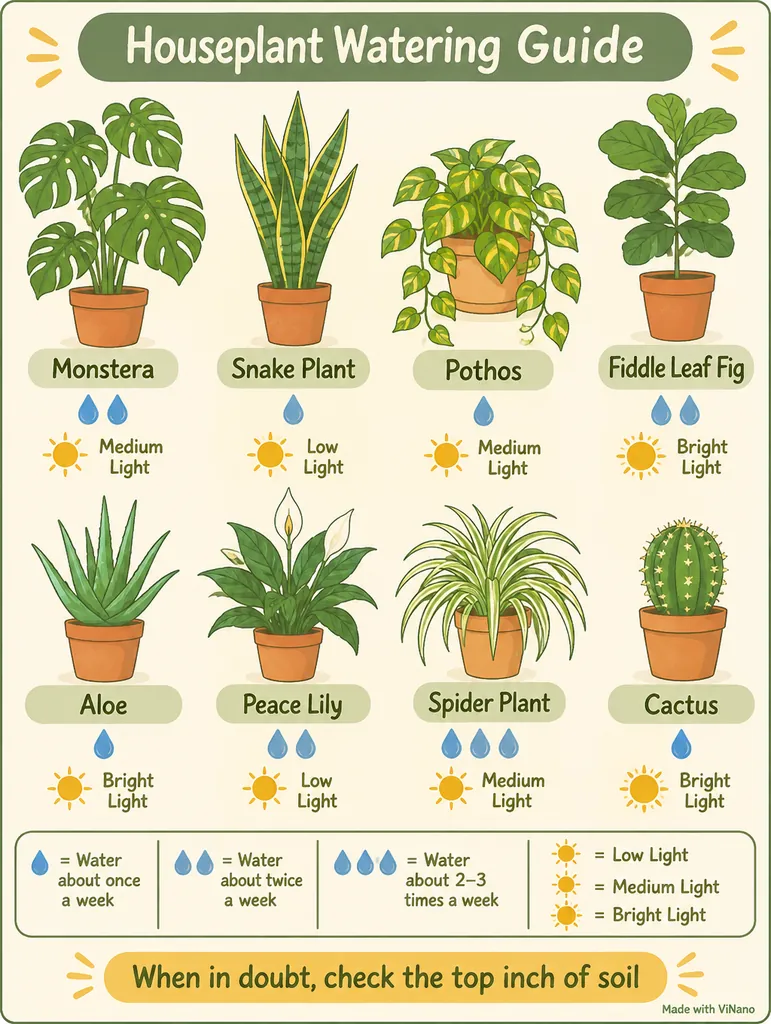 Houseplant Watering Guide
Monstera
Snake Plant
Pothos
Fiddle Leaf Fig
Medium
Light
Low
Light
Medium
Light
Bright
Light
Aloe
Peace Lily
Spider Plant
Cactus
Bright
Light
Low
Light
Medium
Light
Bright
Light
= Water
about once
a week
= Water
about twice
a week
= Water
about 2–3
times a week
= Low Light
= Medium Light
= Bright Light
When in doubt, check the top inch of soil
Made with ViNano